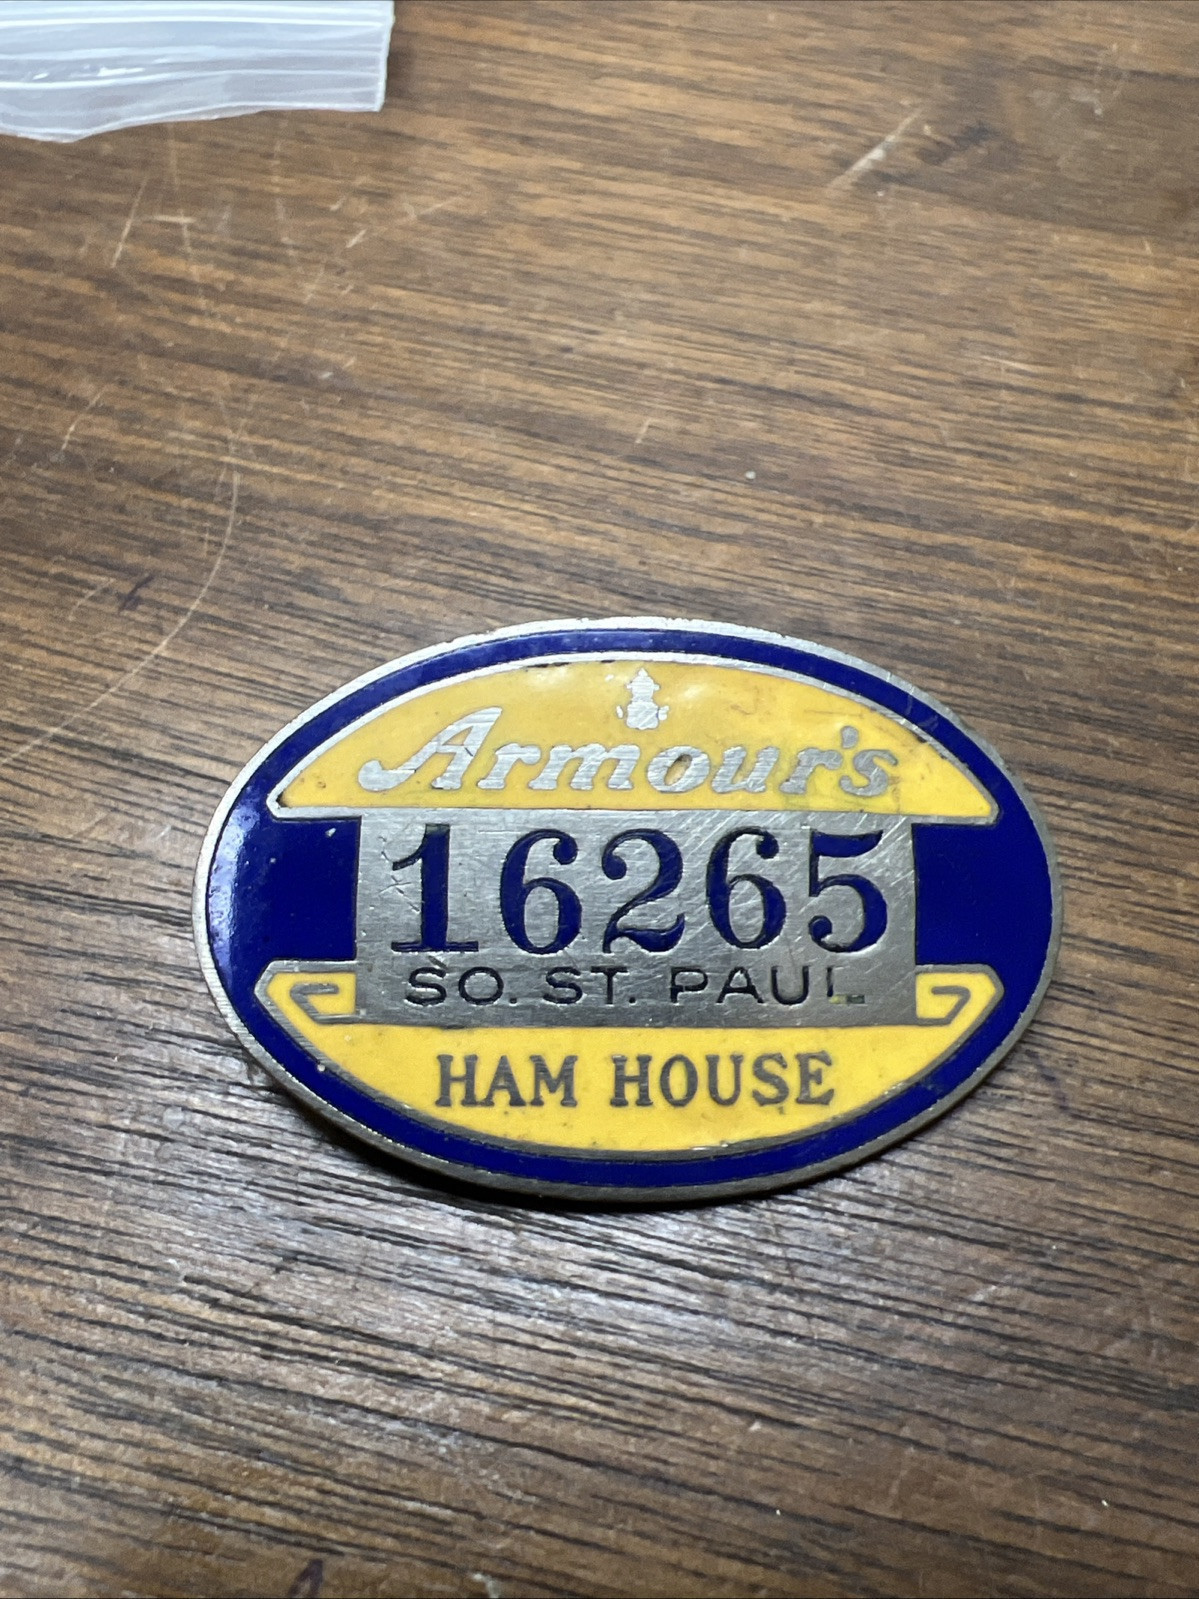 Armour's
16265
SO. ST. PAUL
HAM HOUSE